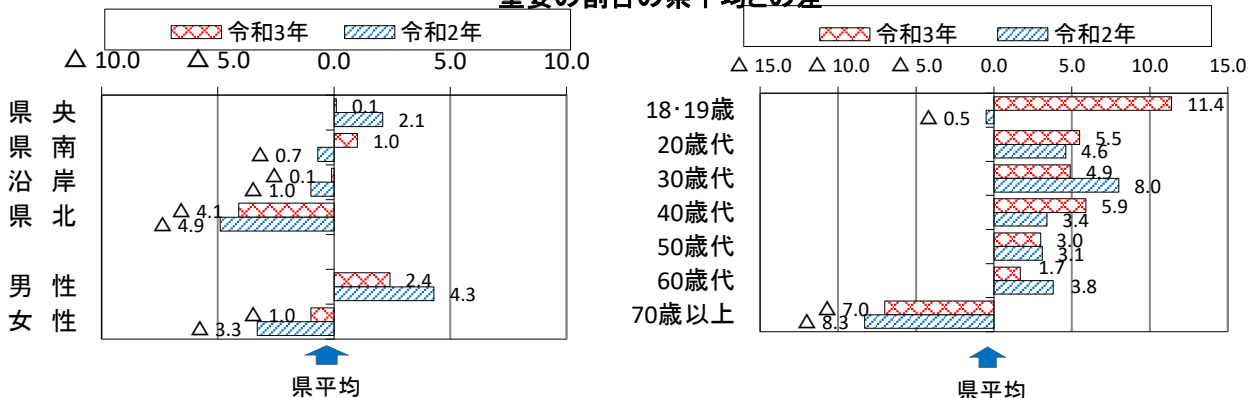 重要の割合の県平均との差
令和3年 令和2年
△ 10.0 △ 5.0 0.0 5.0 10.0
県 央 0.1
2.1
県 南 1.0
△ 0.7
沿 岸 △ 0.1
△ 1.0
県 北 △ 4.1
△ 4.9
男 性 2.4
4.3
女 性 △ 1.0
△ 3.3
県平均
令和3年 令和2年
△ 15.0 △ 10.0 △ 5.0 0.0 5.0 10.0 15.0
18･19歳 11.4
△ 0.5
20歳代 5.5
4.6
30歳代 4.9
8.0
40歳代 5.9
3.4
50歳代 3.0
3.1
60歳代 1.7
3.8
70歳以上 △ 7.0
△ 8.3
県平均